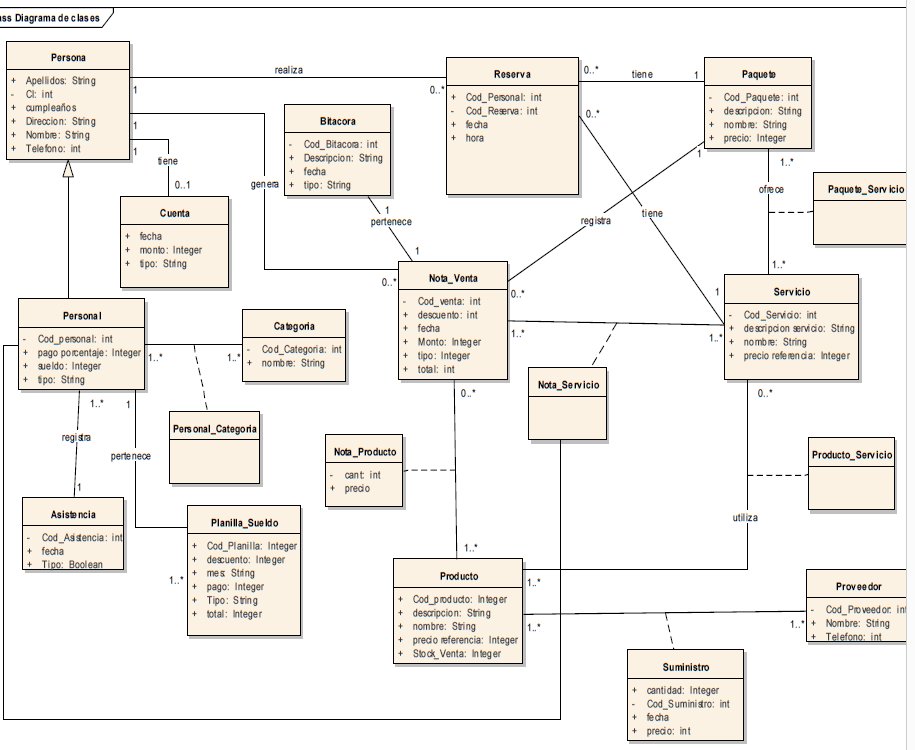 ass Diagrama de clases
Persona
+ Apellidos: String
- CI: int
+ cumpleaños
+ Direccion: String
+ Nombre: String
+ Telefono: int
realiza
1
0..*
Reserva
+ Cod_Personal: int
- Cod_Reserva: int
+ fecha
+ hora
0..*
tiene
1
0..*
Paquete
- Cod_Paquete: int
+ descripcion: String
+ nombre: String
+ precio: Integer
1
1..*
ofrece
1..*
Paquete_Servicio
1
1
tiene
0..1
genera
0..*
Bitacora
- Cod_Bitacora: int
+ Descripcion: String
+ fecha
+ tipo: String
1
pertenece
1
Cuenta
+ fecha
+ monto: Integer
+ tipo: String
registra
tiene
0..*
1
Nota_Venta
- Cod_venta: int
+ descuento: int
+ fecha
+ Monto: Integer
+ tipo: Integer
+ total: int
1..*
1..*
Servicio
- Cod_Servicio: int
+ descripcion servicio: String
+ nombre: String
+ precio referencia: Integer
Personal
- Cod_personal: int
+ pago porcentaje: Integer
+ sueldo: Integer
+ tipo: String
1..*
1..*
Categoria
- Cod_Categoria: int
+ nombre: String
Personal_Categoria
Nota_Servicio
1..*
registra
1
1
pertenece
1..*
0..*
0..*
Nota_Producto
- cant: int
+ precio
Producto_Servicio
utiliza
Asistencia
- Cod_Asistencia: int
+ fecha
+ Tipo: Boolean
Planilla_Sueldo
+ Cod_Planilla: Integer
+ descuento: Integer
+ mes: String
+ pago: Integer
+ Tipo: String
+ total: Integer
1..*
1..*
1..*
Producto
+ Cod_producto: Integer
+ descripcion: String
+ nombre: String
+ precio referencia: Integer
+ Stock_Venta: Integer
1..*
Proveedor
- Cod_Proveedor: int
+ Nombre: String
+ Telefono: int
Suministro
+ cantidad: Integer
- Cod_Suministro: int
+ fecha
+ precio: int